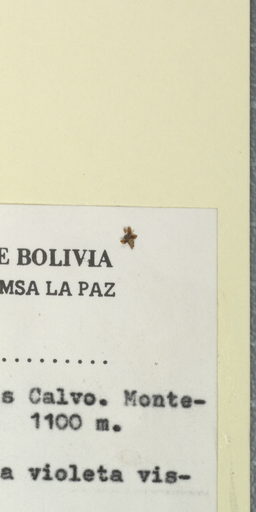 E BOLIVIA
MSA LA PAZ
.........
s Calvo. Monte-
1100 m.
a violeta vis-